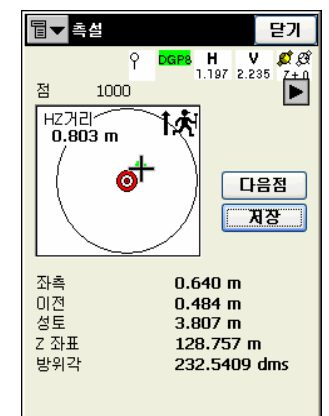 측설 닫기
DGPS H V
1.197 2.235 7+0
점 1000
HZ거리
0.803 m
다음점
저장
좌측 0.640 m
이전 0.484 m
성토 3.807 m
Z 좌표 128.757 m
방위각 232.5409 dms